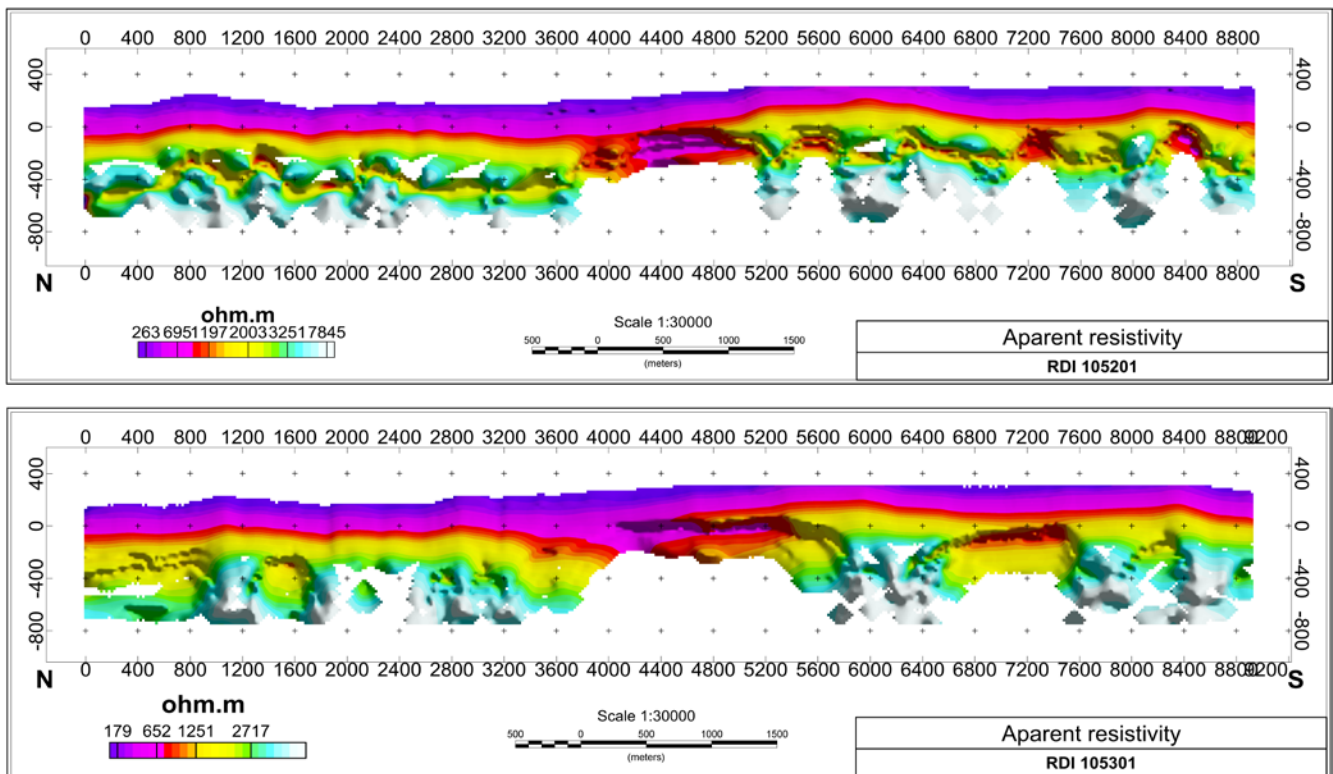 0 400 800 1200 1600 2000 2400 2800 3200 3600 4000 4400 4800 5200 5600 6000 6400 6800 7200 7600 8000 8400 8800
400 400
0 0
-400 -400
-800 -800
0 400 800 1200 1600 2000 2400 2800 3200 3600 4000 4400 4800 5200 5600 6000 6400 6800 7200 7600 8000 8400 8800
N S
ohm.m
263 695 1197 2003 3251 7845
Scale 1:30000
500 0 500 1000 1500
(meters)
Aparent resistivity
RDI 105201
0 400 800 1200 1600 2000 2400 2800 3200 3600 4000 4400 4800 5200 5600 6000 6400 6800 7200 7600 8000 8400 8800 9200
400 400
0 0
-400 -400
-800 -800
0 400 800 1200 1600 2000 2400 2800 3200 3600 4000 4400 4800 5200 5600 6000 6400 6800 7200 7600 8000 8400 8800 9200
N S
ohm.m
179 652 1251 2717
Scale 1:30000
500 0 500 1000 1500
(meters)
Aparent resistivity
RDI 105301